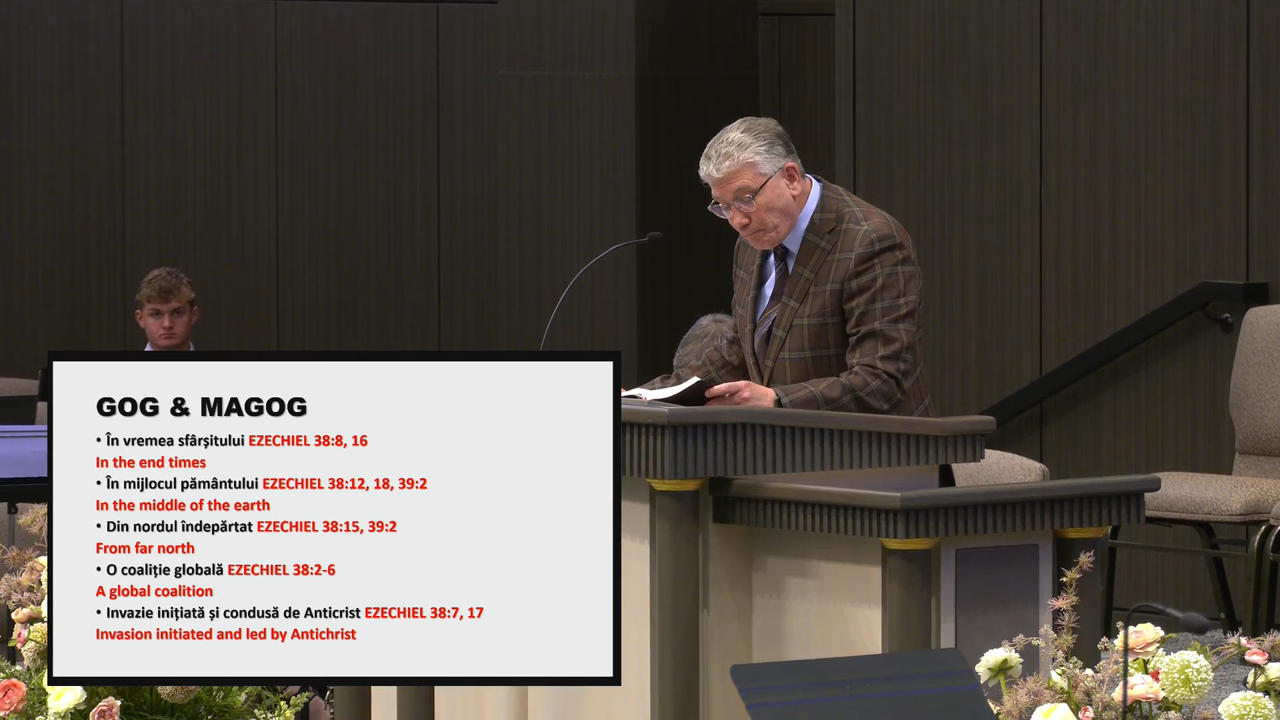 GOG & MAGOG
• În vremea sfârșitului EZECHIEL 38:8, 16
In the end times
• În mijlocul pământului EZECHIEL 38:12, 18, 39:2
In the middle of the earth
• Din nordul îndepărtat EZECHIEL 38:15, 39:2
From far north
• O coaliție globală EZECHIEL 38:2-6
A global coalition
• Invazie inițiată și condusă de Anticrist EZECHIEL 38:7, 17
Invasion initiated and led by Antichrist